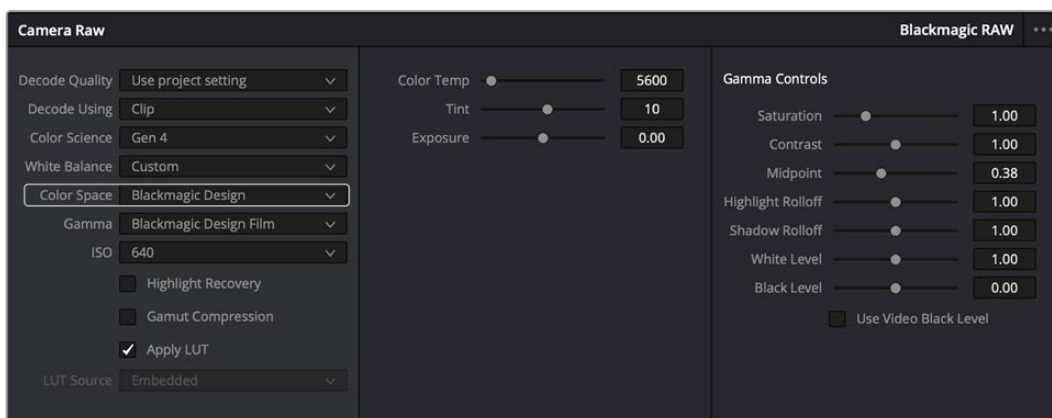 Camera Raw
Blackmagic RAW
Decode Quality Use project setting
Decode Using Clip
Color Science Gen 4
White Balance Custom
Color Space Blackmagic Design
Gamma Blackmagic Design Film
ISO 640
Highlight Recovery
Gamut Compression
Apply LUT
LUT Source Embedded
Color Temp 5600
Tint 10
Exposure 0.00
Gamma Controls
Saturation 1.00
Contrast 1.00
Midpoint 0.38
Highlight Rolloff 1.00
Shadow Rolloff 1.00
White Level 1.00
Black Level 0.00
Use Video Black Level